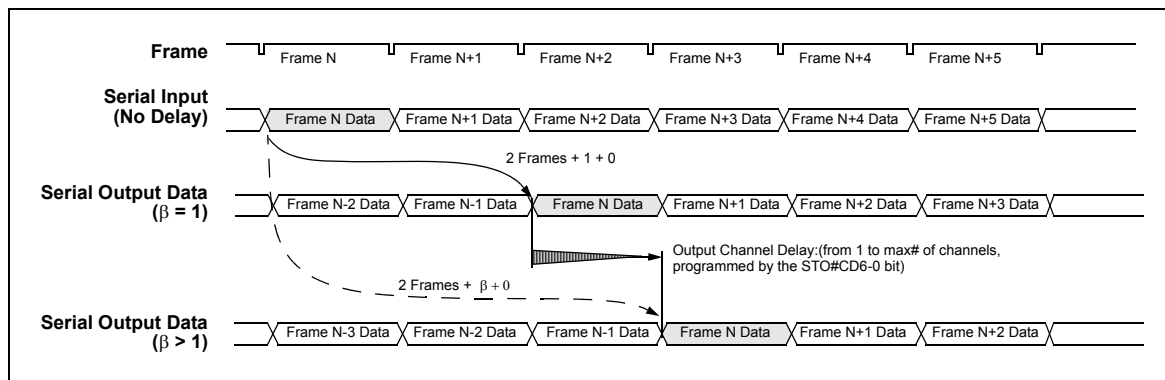 Frame
Frame N Frame N+1 Frame N+2 Frame N+3 Frame N+4 Frame N+5
Serial Input
(No Delay)
Frame N Data Frame N+1 Data Frame N+2 Data Frame N+3 Data Frame N+4 Data Frame N+5 Data
2 Frames + 1 + 0
Serial Output Data
(β = 1)
Frame N-2 Data Frame N-1 Data Frame N Data Frame N+1 Data Frame N+2 Data Frame N+3 Data
Output Channel Delay:(from 1 to max# of channels,
programmed by the STO#CD6-0 bit)
2 Frames + β + 0
Serial Output Data
(β > 1)
Frame N-3 Data Frame N-2 Data Frame N-1 Data Frame N Data Frame N+1 Data Frame N+2 Data